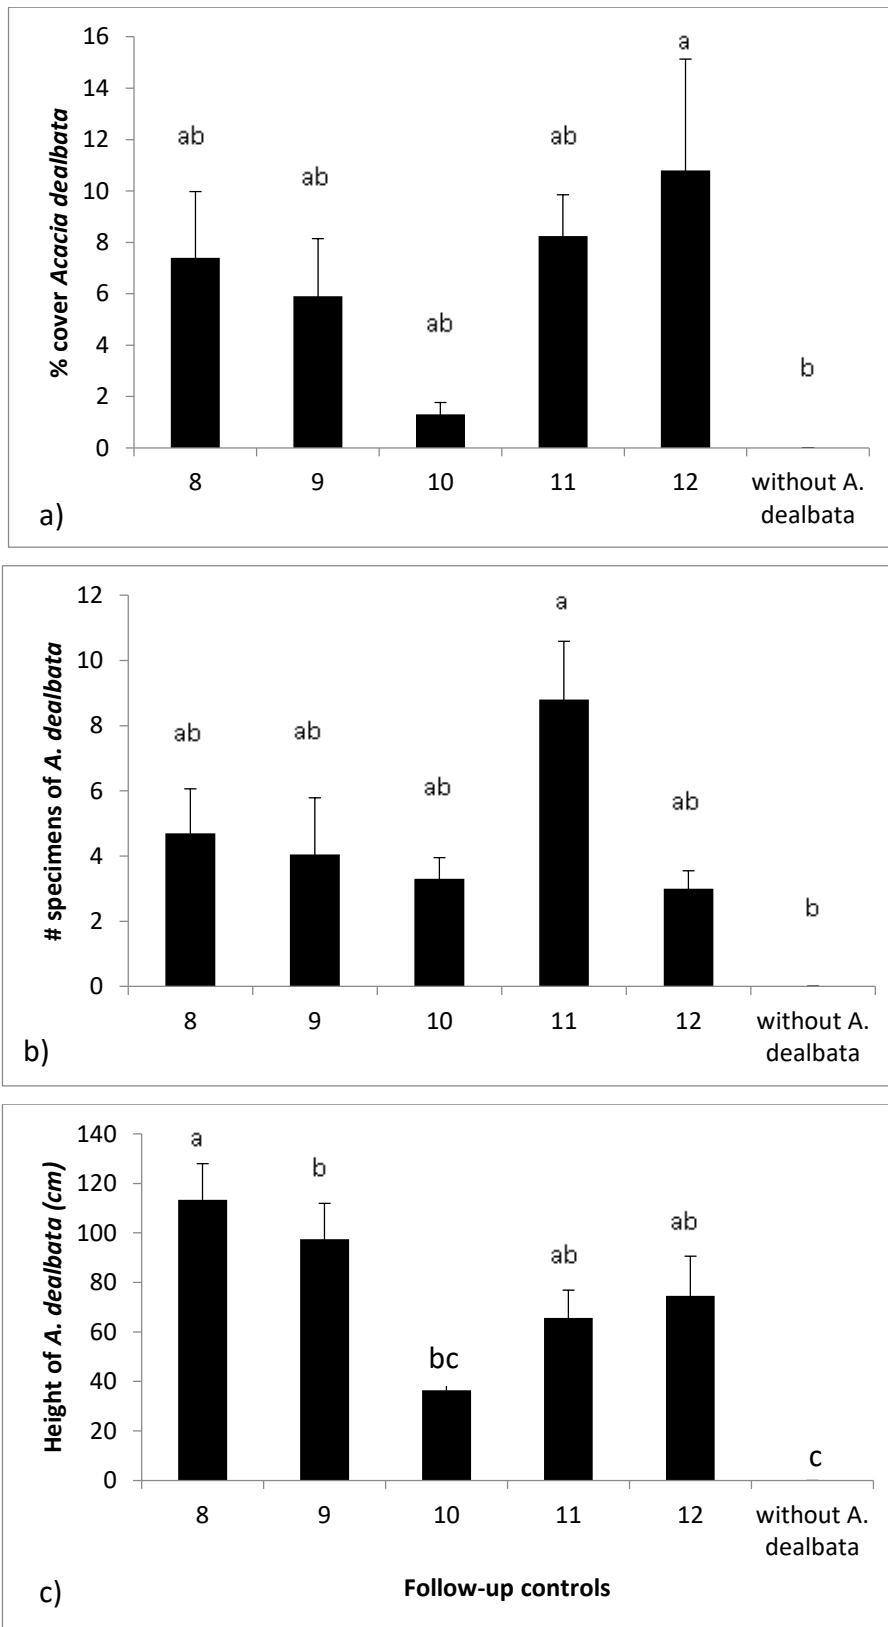 16
14
12
10
8
6
4
2
0
% cover Acacia dealbata
ab
ab
ab
ab
a
b
8 9 10 11 12 without A.
dealbata
a)
12
10
8
6
4
2
0
# specimens of A. dealbata
ab
ab
ab
a
ab
b
8 9 10 11 12 without A.
dealbata
b)
140
120
100
80
60
40
20
0
Height of A. dealbata (cm)
a
b
bc
ab
ab
c
8 9 10 11 12 without A.
dealbata
c)
Follow-up controls